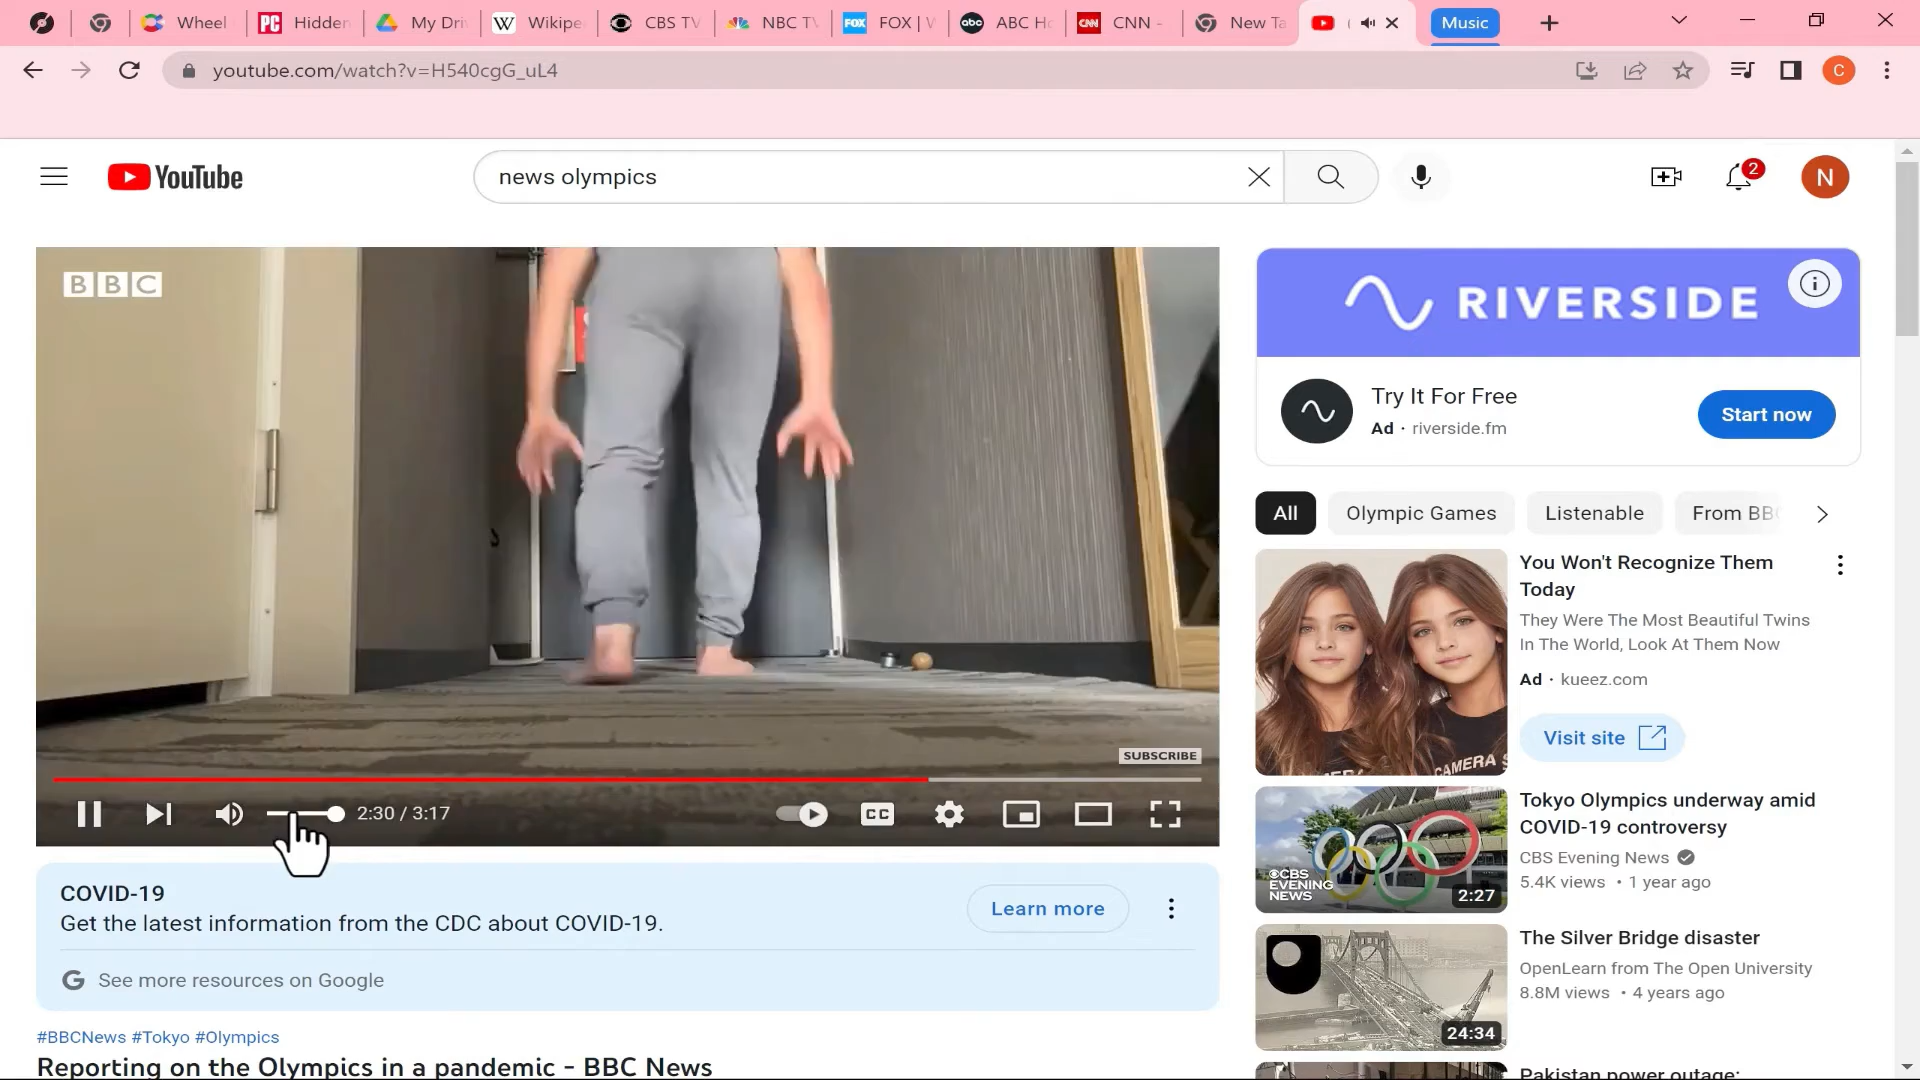 Wheel
Hidden
My Dri
Wikipe
CBS TV
NBC TV
FOX
FOX |
abc
ABC Ho
CNN
CNN -
New Ta
Music
youtube.com/watch?v=H540cgG_uL4
C
YouTube
news olympics
2
N
BBC
SUBSCRIBE
2:30 / 3:17
CC
COVID-19
Get the latest information from the CDC about COVID-19.
Learn more
See more resources on Google
#BBCNews #Tokyo #Olympics
Reporting on the Olympics in a pandemic - BBC News
RIVERSIDE
Try It For Free
Ad · riverside.fm
Start now
All
Olympic Games
Listenable
From BBC
You Won't Recognize Them
Today
They Were The Most Beautiful Twins
In The World, Look At Them Now
Ad · kueez.com
Visit site
CAMERA S
Tokyo Olympics underway amid
COVID-19 controversy
CBS Evening News
5.4K views • 1 year ago
CBS
EVENING
NEWS
2:27
The Silver Bridge disaster
OpenLearn from The Open University
8.8M views • 4 years ago
24:34
Pakistan power outage: